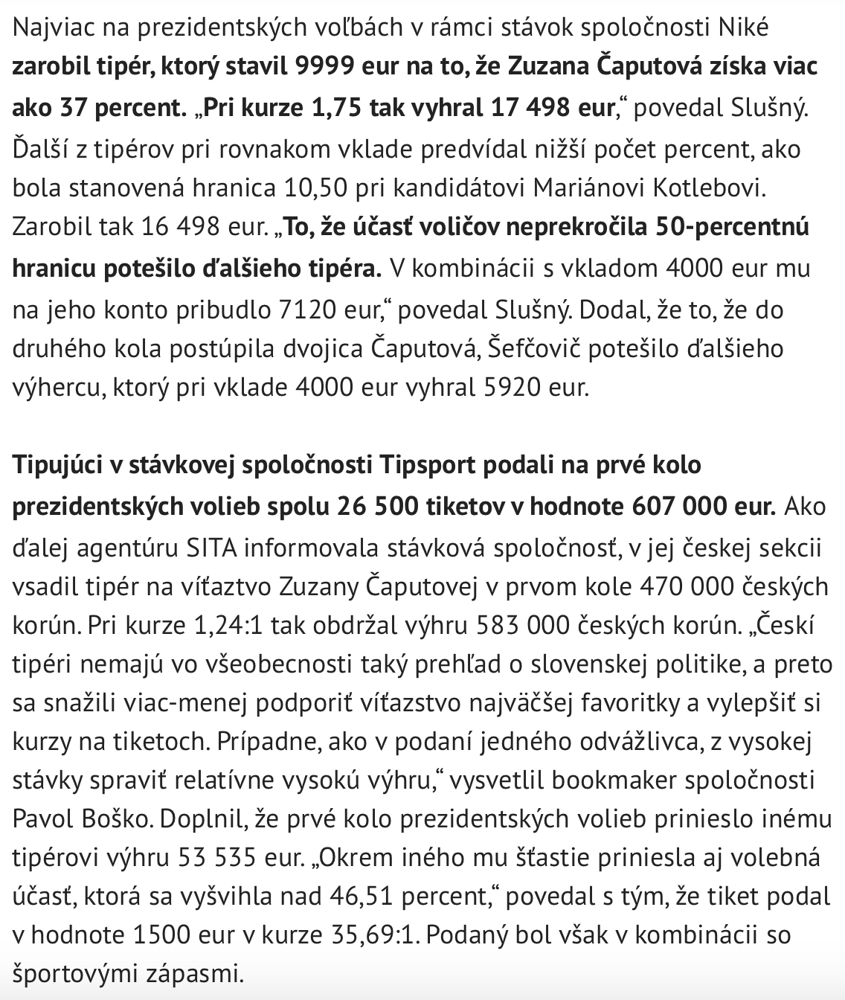 Najviac na prezidentských voľbách v rámci stávok spoločnosti Niké
zarobil tipér, ktorý stavil 9999 eur na to, že Zuzana Čaputová získa viac
ako 37 percent. „Pri kurze 1,75 tak vyhral 17 498 eur,“ povedal Slušný.
Ďalší z tipérov pri rovnakom vklade predvídal nižší počet percent, ako
bola stanovená hranica 10,50 pri kandidátovi Mariánovi Kotlebovi.
Zarobil tak 16 498 eur. „To, že účasť voličov neprekročila 50-percentnú
hranicu potešilo ďalšieho tipéra. V kombinácii s vkladom 4000 eur mu
na jeho konto pribudlo 7120 eur,“ povedal Slušný. Dodal, že to, že do
druhého kola postúpila dvojica Čaputová, Šefčovič potešilo ďalšieho
výhercu, ktorý pri vklade 4000 eur vyhral 5920 eur.
Tipujúci v stávkovej spoločnosti Tipsport podali na prvé kolo
prezidentských volieb spolu 26 500 tiketov v hodnote 607 000 eur. Ako
ďalej agentúru SITA informovala stávková spoločnosť, v jej českej sekcii
vsadil tipér na víťaztvo Zuzany Čaputovej v prvom kole 470 000 českých
korún. Pri kurze 1,24:1 tak obdržal výhru 583 000 českých korún. „Českí
tipéri nemajú vo všeobecnosti taký prehľad o slovenskej politike, a preto
sa snažili viac-menej podporiť víťazstvo najväčšej favoritky a vylepšiť si
kurzy na tiketoch. Prípadne, ako v podaní jedného odvážlivca, z vysokej
stávky spraviť relatívne vysokú výhru,“ vysvetlil bookmaker spoločnosti
Pavol Boško. Doplnil, že prvé kolo prezidentských volieb prinieslo inému
tipérovi výhru 53 535 eur. „Okrem iného mu šťastie priniesla aj volebná
účasť, ktorá sa vyšvihla nad 46,51 percent,“ povedal s tým, že tiket podal
v hodnote 1500 eur v kurze 35,69:1. Podaný bol však v kombinácii so
športovými zápasmi.